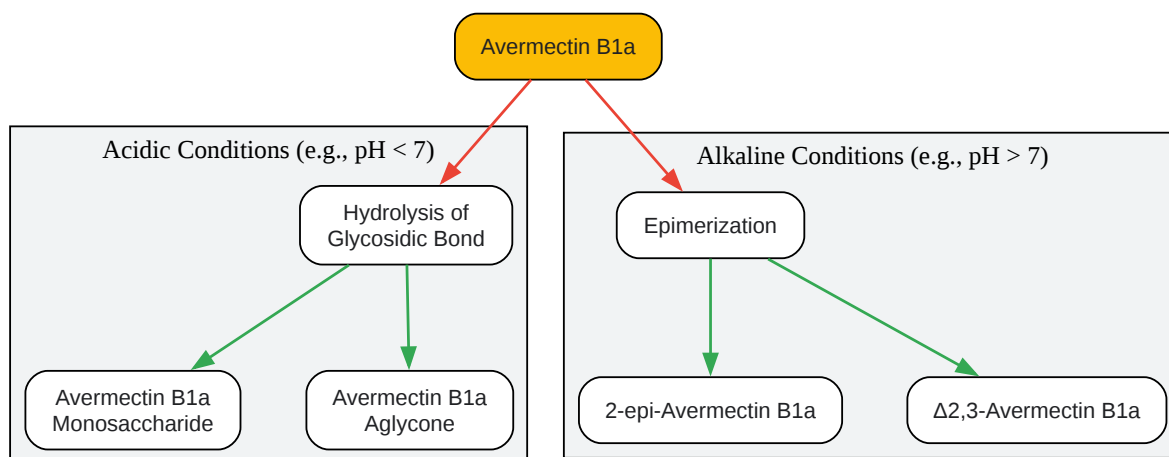 Avermectin B1a
Acidic Conditions (e.g., pH < 7)
Alkaline Conditions (e.g., pH > 7)
Hydrolysis of
Glycosidic Bond
Epimerization
Avermectin B1a
Monosaccharide
Avermectin B1a
Aglycone
2-epi-Avermectin B1a
Δ2,3-Avermectin B1a